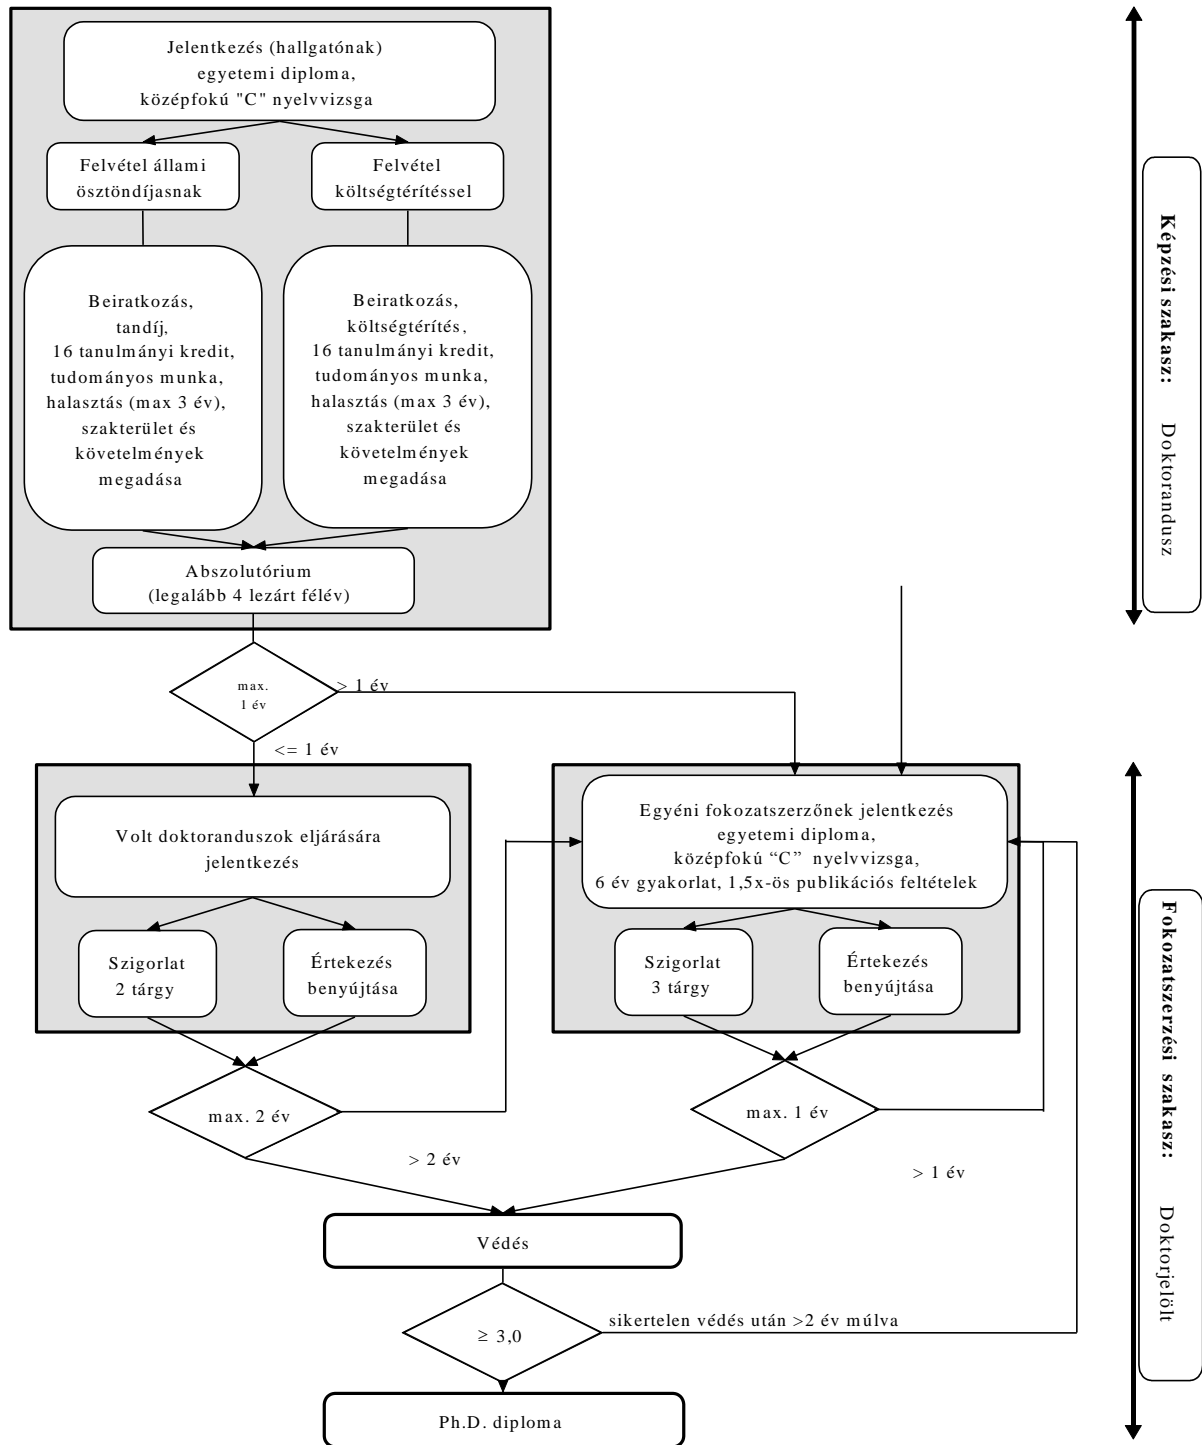 Jelentkezés (hallgatónak)
egyetemi diploma,
középfokú "C" nyelvvizsga
Felvétel állami
ösztöndíjasnak
Felvétel
költségtérítéssel
Beiratkozás,
tandíj,
16 tanulmányi kredit,
tudományos munka,
halasztás (max 3 év),
szakterület és
követelmények
megadása
Beiratkozás,
költségtérítés,
16 tanulmányi kredit,
tudományos munka,
halasztás (max 3 év),
szakterület és
követelmények
megadása
Abszolutórium
(legalább 4 lezárt félév)
Képzési szakasz: Doktorandusz
max.
1 év
> 1 év
<= 1 év
Volt doktoranduszok eljárására
jelentkezés
Szigorlat
2 tárgy
Értekezés
benyújtása
Egyéni fokozatszerzőnek jelentkezés
egyetemi diploma,
középfokú “C” nyelvvizsga,
6 év gyakorlat, 1,5x-ös publikációs feltételek
Szigorlat
3 tárgy
Értekezés
benyújtása
max. 2 év
> 2 év
max. 1 év
> 1 év
Védés
≥ 3,0
sikertelen védés után >2 év múlva
Ph.D. diploma
Fokozatszerzési szakasz: Doktorjelölt